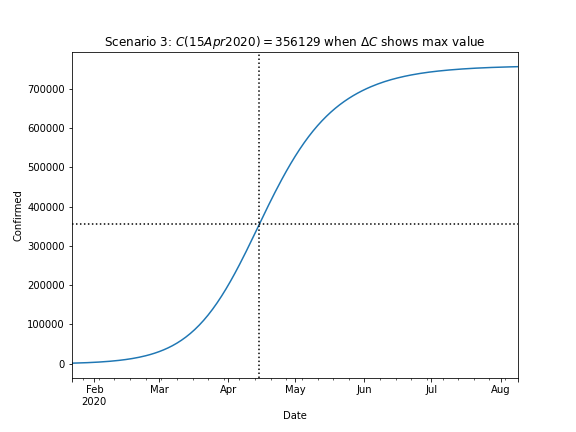 Scenario 3: C(15Apr2020) = 356129 when ΔC shows max value
Confirmed
700000
600000
500000
400000
300000
200000
100000
0
Feb
2020
Mar
Apr
May
Jun
Jul
Aug
Date